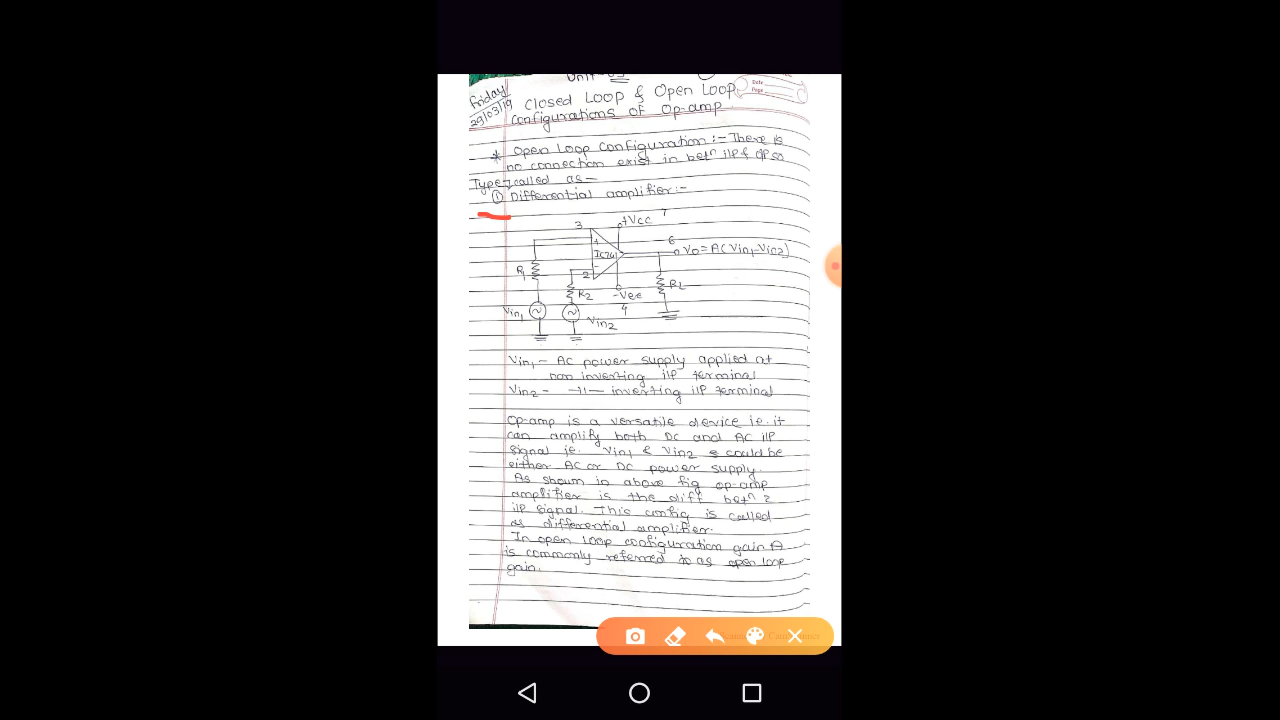 Unit-03
Date
Page
Friday
29/03/19
Closed Loop & Open Loop
Configurations of Op-amp
* Open Loop Configuration:- There is
no connection exist in betn i/p & o/p so
Types called as-
① Differential amplifier:-
+Vcc 7
3
6
+
IC741
Vo=A(Vin1-Vin2)
R1
-
2
R2
-VEE
4
RL
Vin1
Vin2
Vin1 - AC power supply applied at
non inverting i/p terminal
Vin2 - -11- inverting i/p terminal
Op-amp is a versatile device ie. it
can amplify both DC and AC i/p
signal ie. Vin1 & Vin2 could be
either AC or DC power supply.
As shown in above fig op-amp
amplifier is the diff betn 2
i/p signal. This config is called
as differential amplifier.
In open loop configuration gain A
is commonly referred to as open loop
gain.